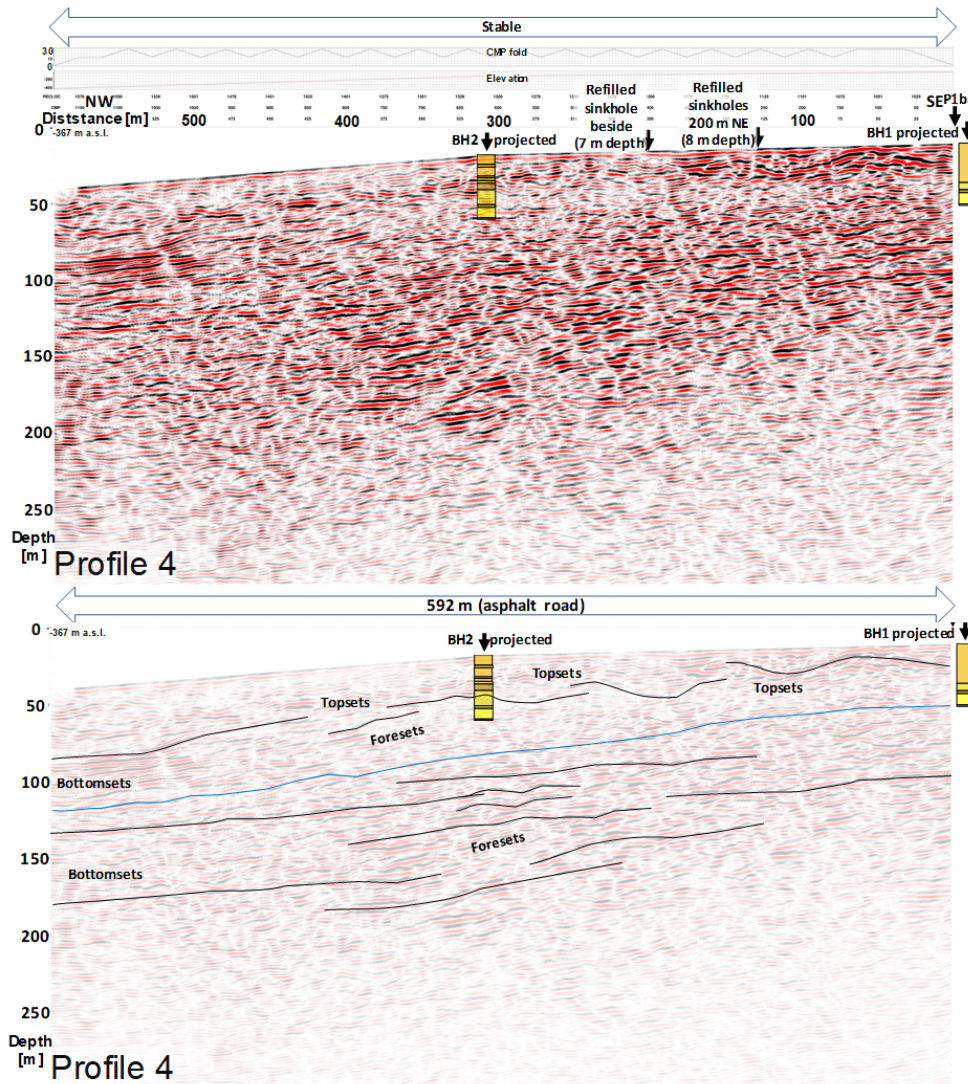 Stable
30
CMP fold
0
Elevation
NW
SE
P1b
Diststance [m]
500
400
300
100
Refilled
sinkhole
beside
(7 m depth)
Refilled
sinkholes
200 m NE
(8 m depth)
0
-367 m a.s.l.
BH2 projected
BH1 projected
50
100
150
200
250
Depth
[m]
Profile 4
592 m (asphalt road)
0
-367 m a.s.l.
BH2 projected
BH1 projected
Topsets
Topsets
Topsets
50
Foresets
Bottomsets
100
Foresets
150
Bottomsets
200
250
Depth
[m]
Profile 4